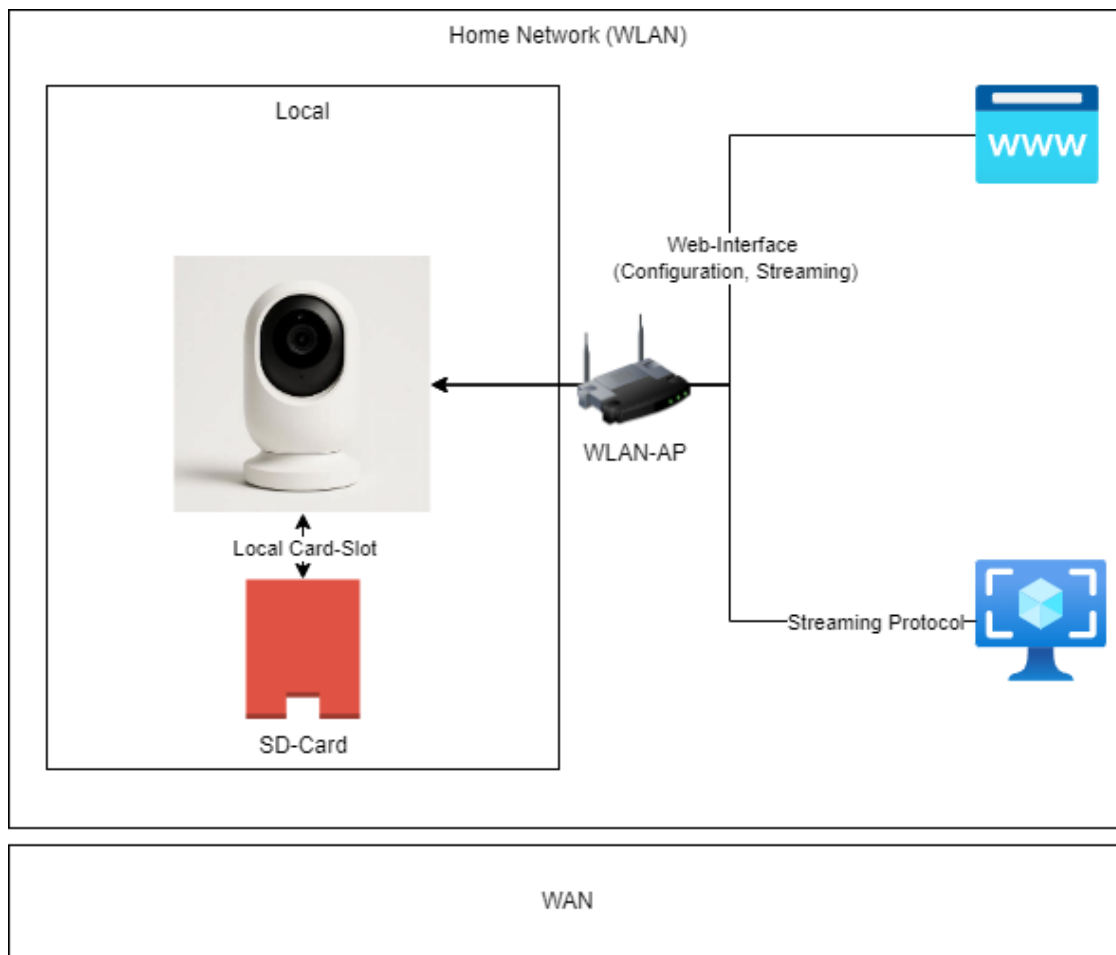 Home Network (WLAN)
Local
WWW
Web-Interface
(Configuration, Streaming)
WLAN-AP
Local Card-Slot
Streaming Protocol
SD-Card
WAN